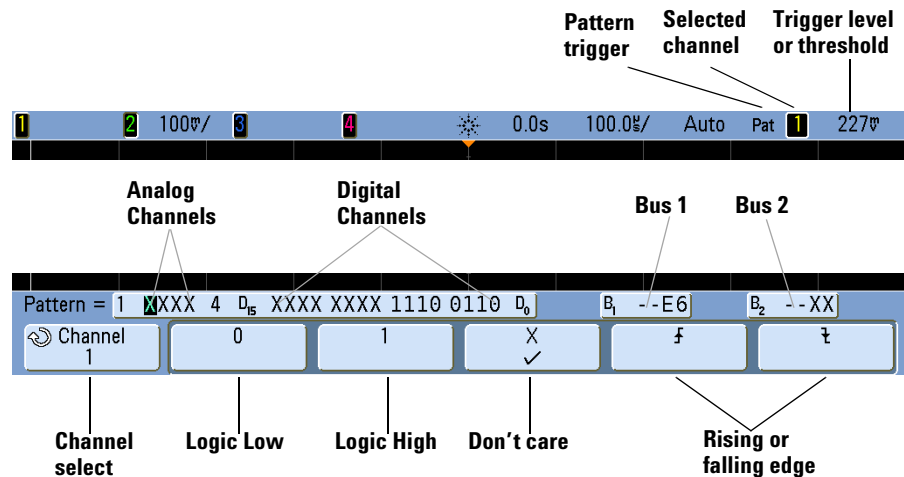 Pattern trigger
Selected channel
Trigger level or threshold
1 2 100mV/ 3 4 0.0s 100.0㎲/ Auto Pat 1 227mV
Analog Channels
Digital Channels
Bus 1
Bus 2
Pattern = 1 XXXX 4 D15 XXXX XXXX 1110 0110 D0 B1 --E6 B2 --XX
Channel 1
0
1
X
Channel select
Logic Low
Logic High
Don't care
Rising or falling edge